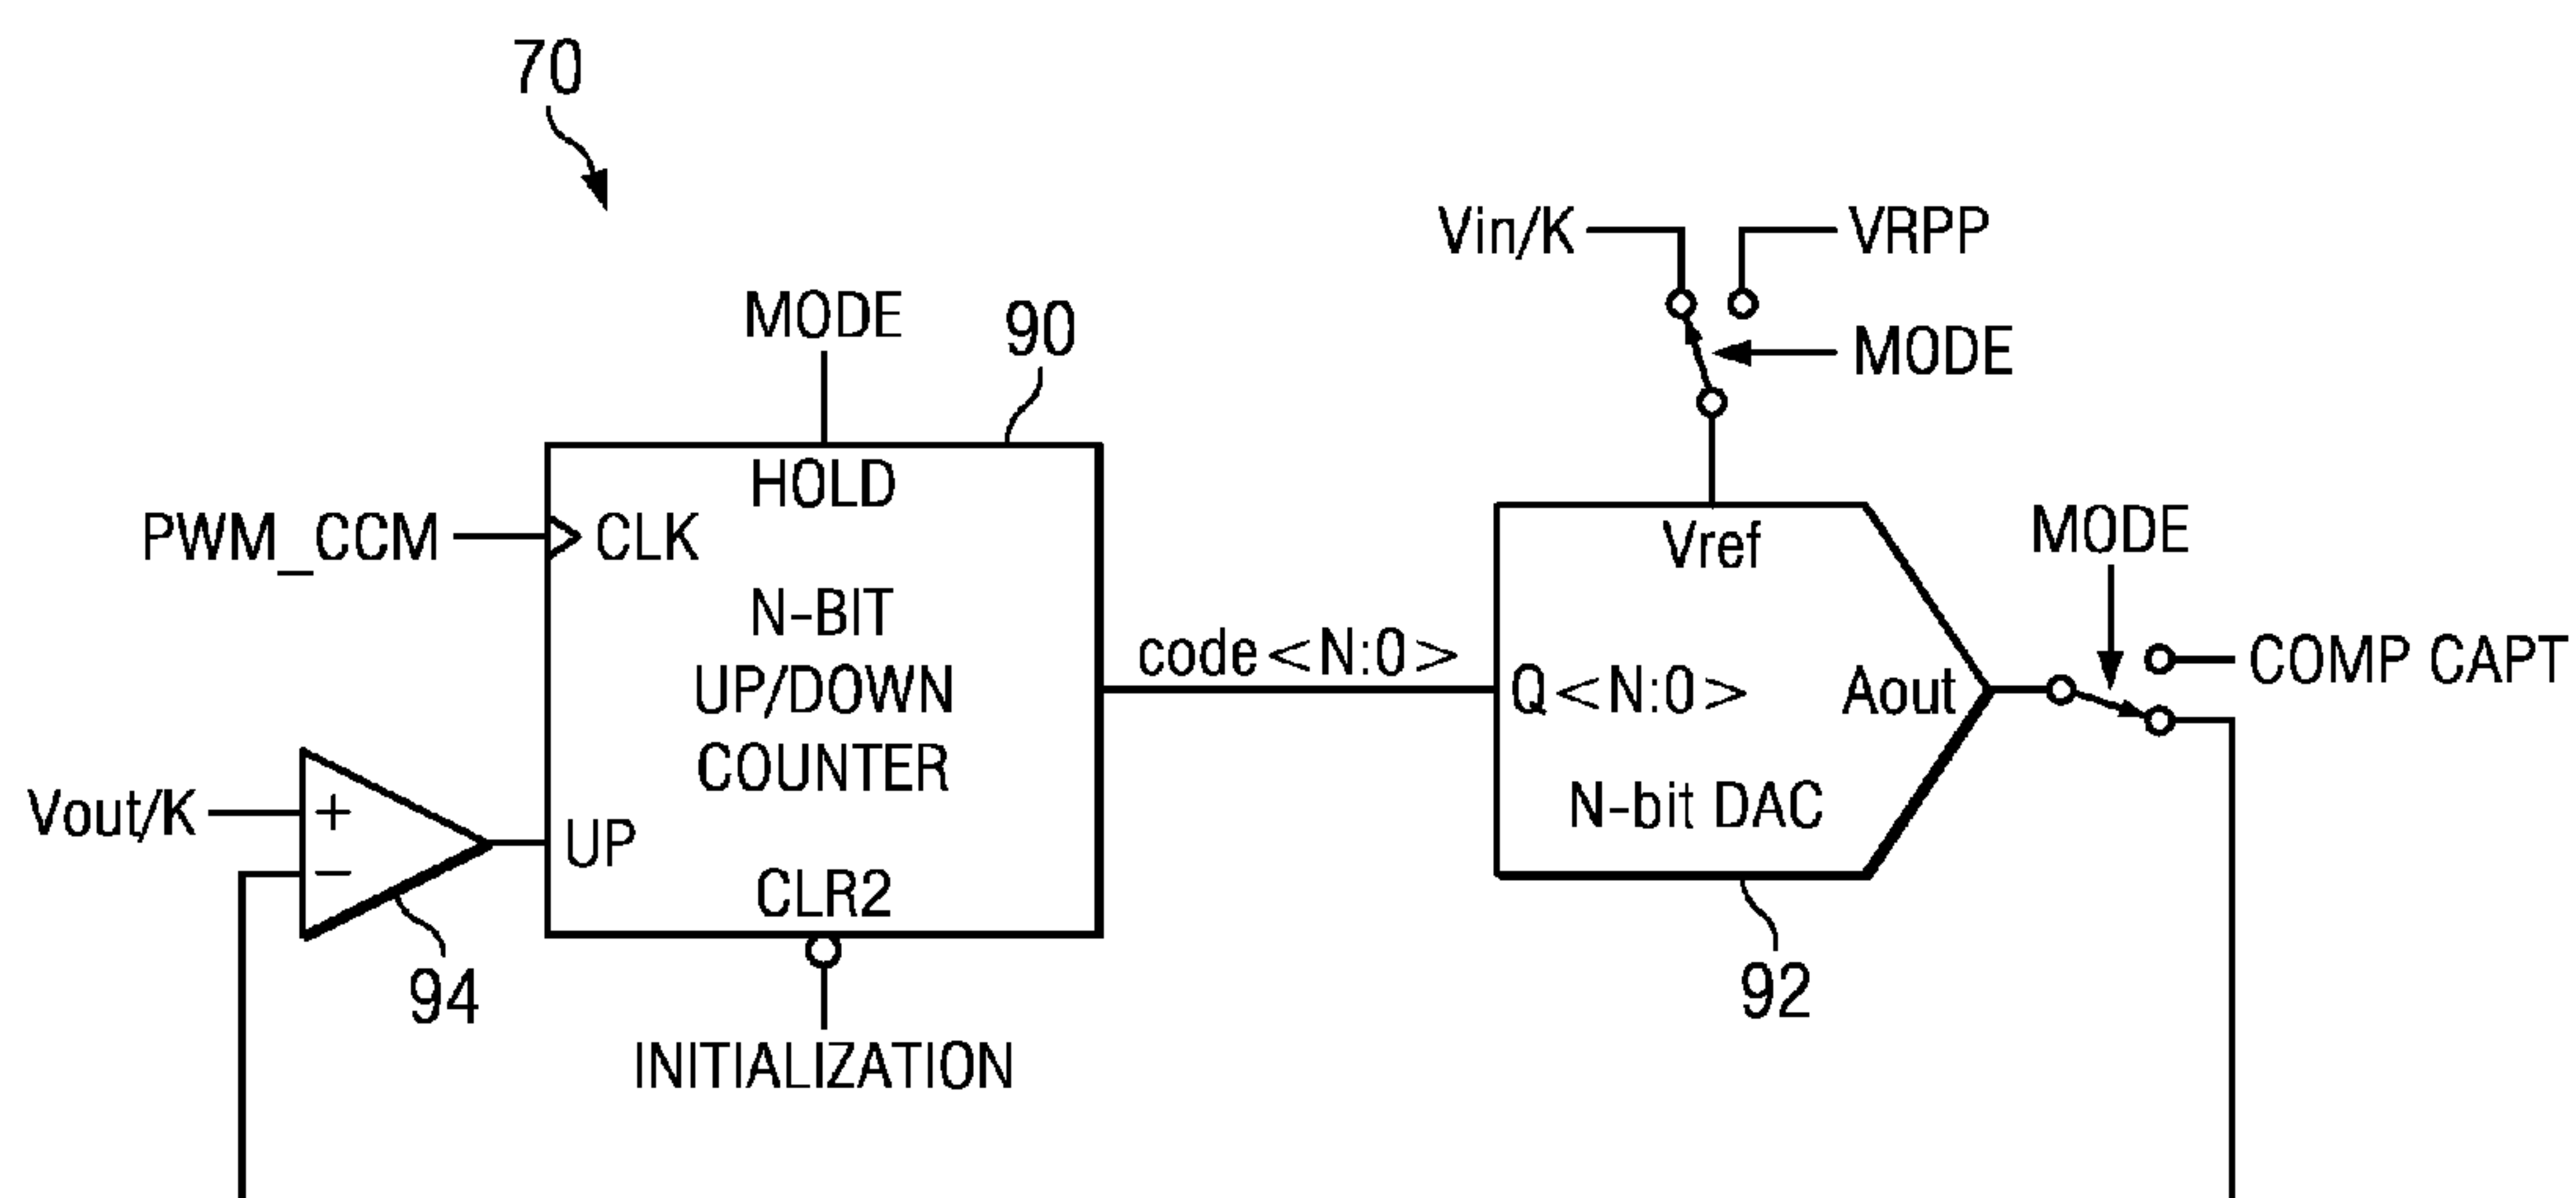 70
Vin/K
VRPP
MODE
90
MODE
HOLD
PWM_CCM
CLK
N-BIT
UP/DOWN
COUNTER
Vref
MODE
code<N:0>
Q<N:0>
Aout
COMP CAPT
N-bit DAC
Vout/K
+
−
UP
CLR2
94
92
INITIALIZATION